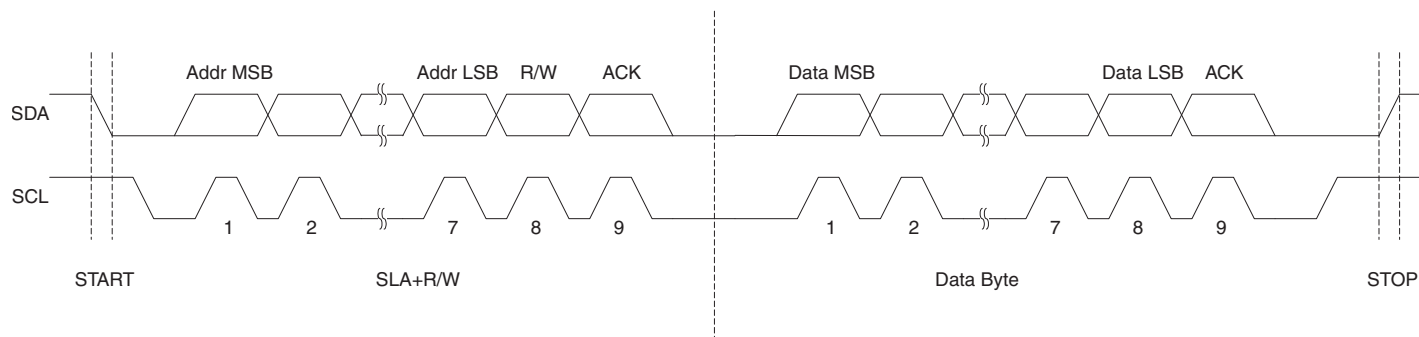 Addr MSB Addr LSB R/W ACK Data MSB Data LSB ACK
SDA
SCL
1 2 7 8 9 1 2 7 8 9
START SLA+R/W Data Byte STOP